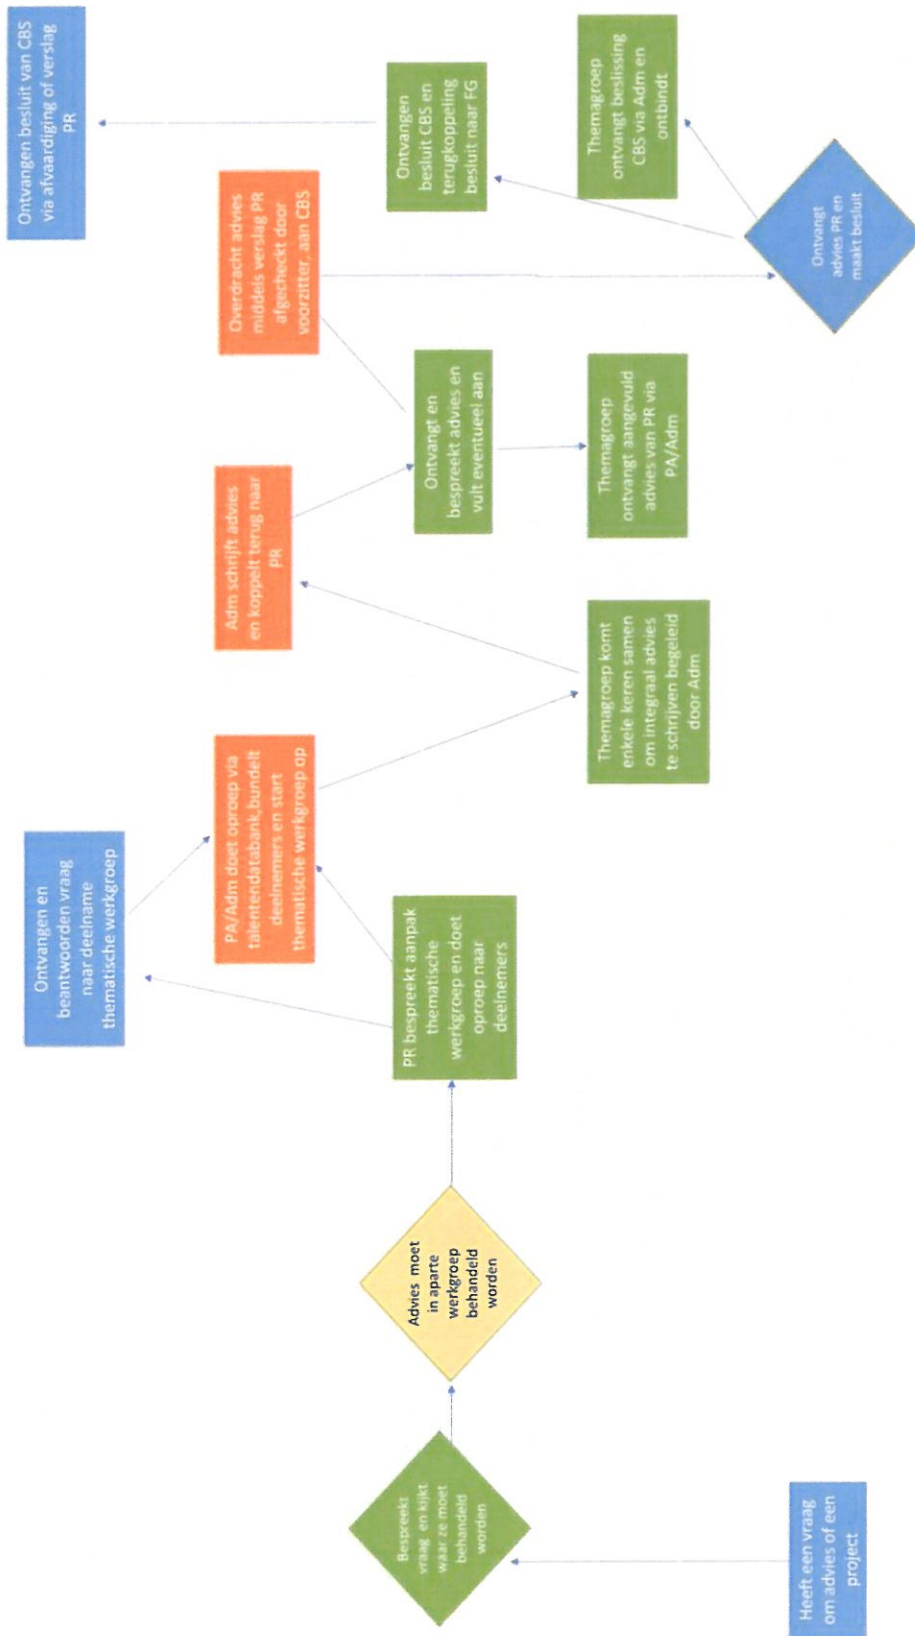 Heeft een vraag
om advies of een
project
Bespreekt
vraag en kijkt
waar ze moet
behandeld
worden
Advies moet
in aparte
werkgroep
behandeld
worden
PR bespreekt aanpak
thematische
werkgroep en doet
oproep naar
deelnemers
Ontvangen en
beantwoorden vraag
naar deelname
thematische werkgroep
PA/Adm doet oproep via
talentendatabank,bundelt
deelnemers en start
thematische werkgroep op
Themagroep komt
enkele keren samen
om integraal advies
te schrijven begeleid
door Adm
Adm schrijft advies
en koppelt terug naar
PR
Ontvangt en
bespreekt advies en
vult eventueel aan
Themagroep
ontvangt aangevuld
advies van PR via
PA/Adm
Overdracht advies
middels verslag PR
afgecheckt door
voorzitter, aan CBS
Ontvangt
advies PR en
maakt besluit
Ontvangen
besluit CBS en
terugkoppeling
besluit naar FG
Themagroep
ontvangt beslissing
CBS via Adm en
ontbindt
Ontvangen besluit van CBS
via afvaardiging of verslag
PR